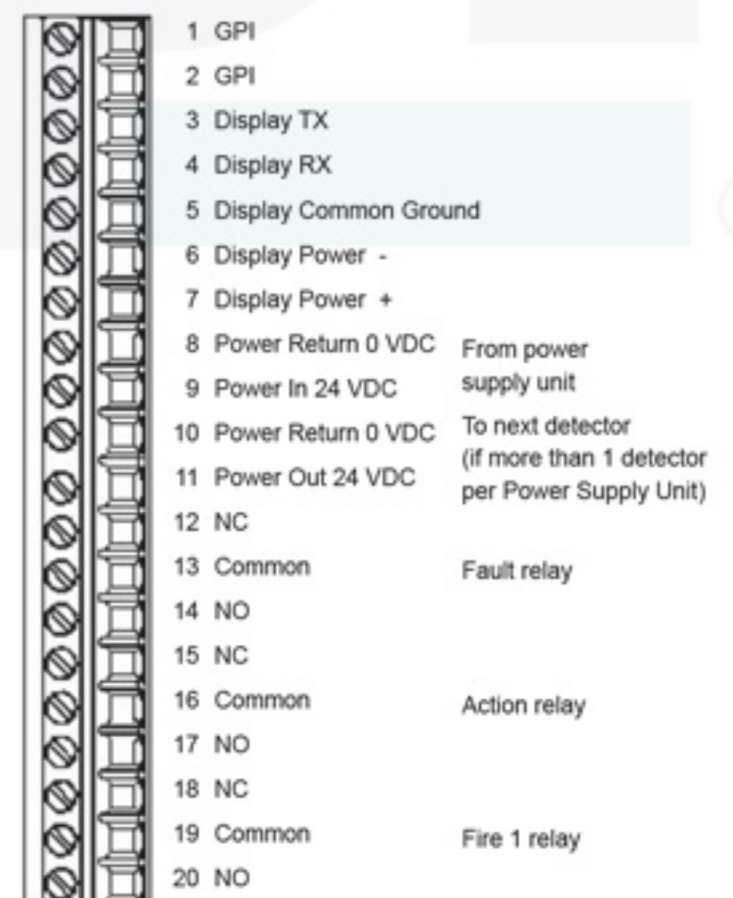 1 GPI
2 GPI
3 Display TX
4 Display RX
5 Display Common Ground
6 Display Power -
7 Display Power +
8 Power Return 0 VDC
From power
9 Power In 24 VDC
supply unit
10 Power Return 0 VDC
To next detector
(if more than 1 detector
11 Power Out 24 VDC
per Power Supply Unit)
12 NC
13 Common
Fault relay
14 NO
15 NC
16 Common
Action relay
17 NO
18 NC
19 Common
Fire 1 relay
20 NO